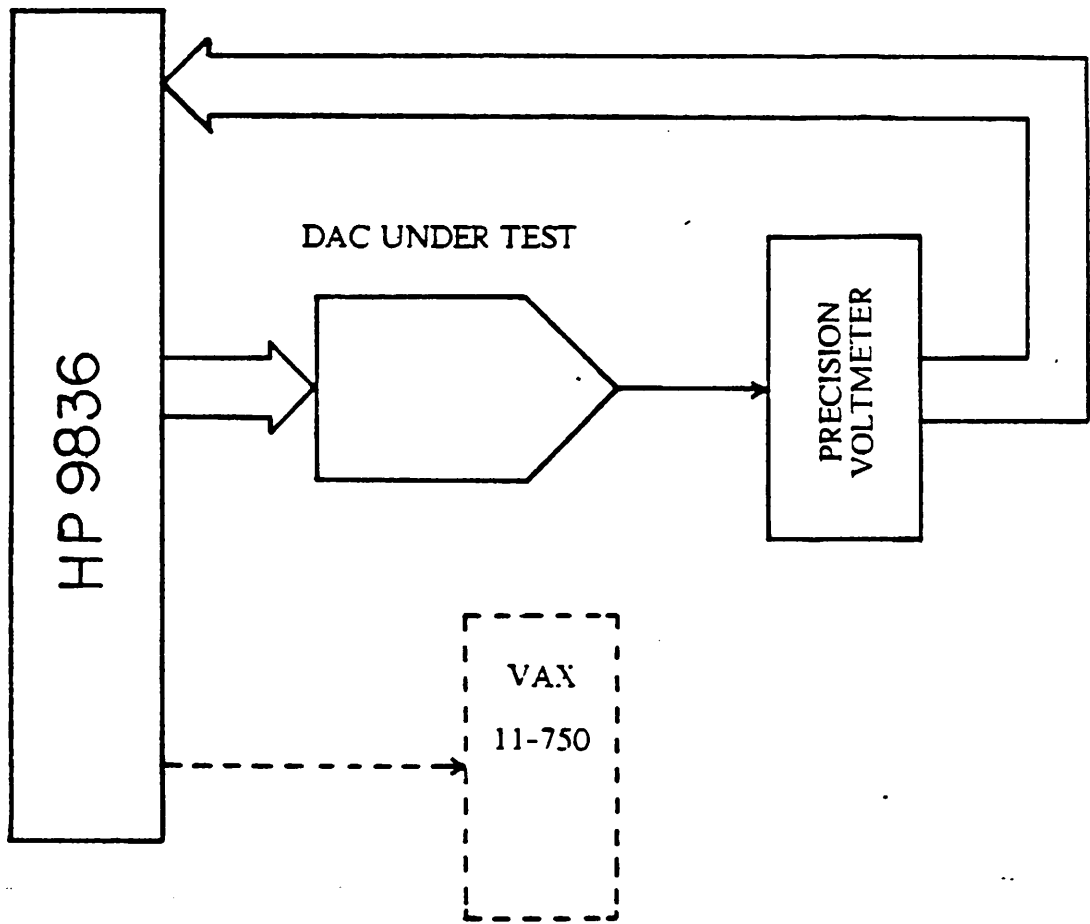 HP 9836
DAC UNDER TEST
PRECISION
VOLTMETER
VAX
11-750